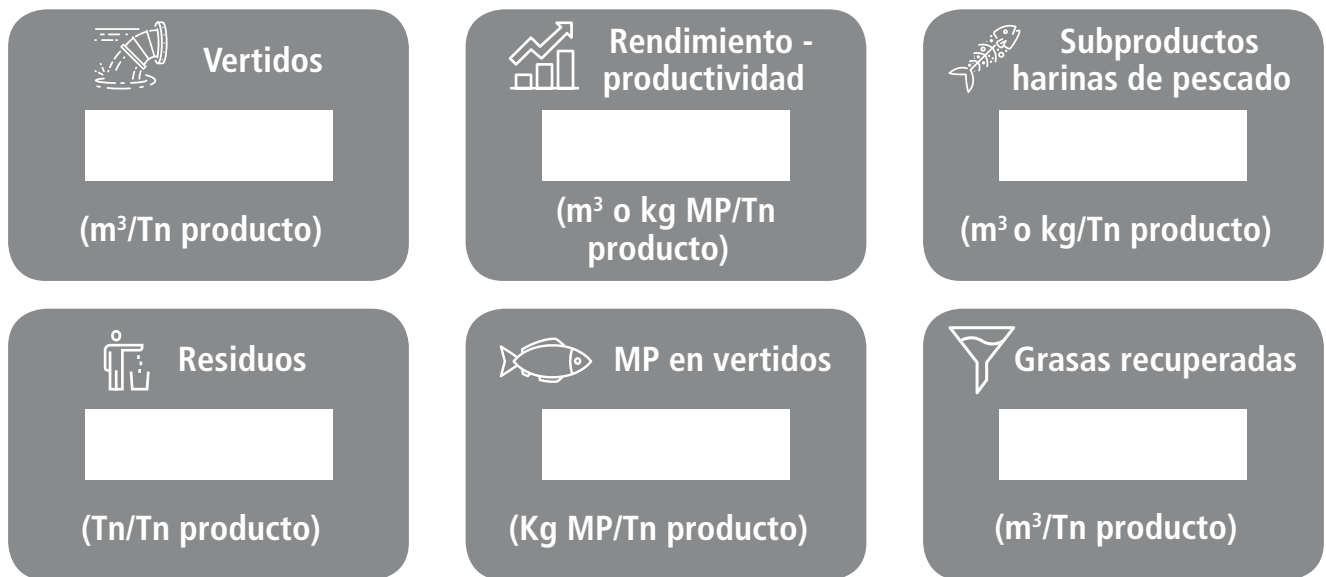 Vertidos
(m³/Tn producto)
Rendimiento -
productividad
(m³ o kg MP/Tn
producto)
Subproductos
harinas de pescado
(m³ o kg/Tn producto)
Residuos
(Tn/Tn producto)
MP en vertidos
(Kg MP/Tn producto)
Grasas recuperadas
(m³/Tn producto)